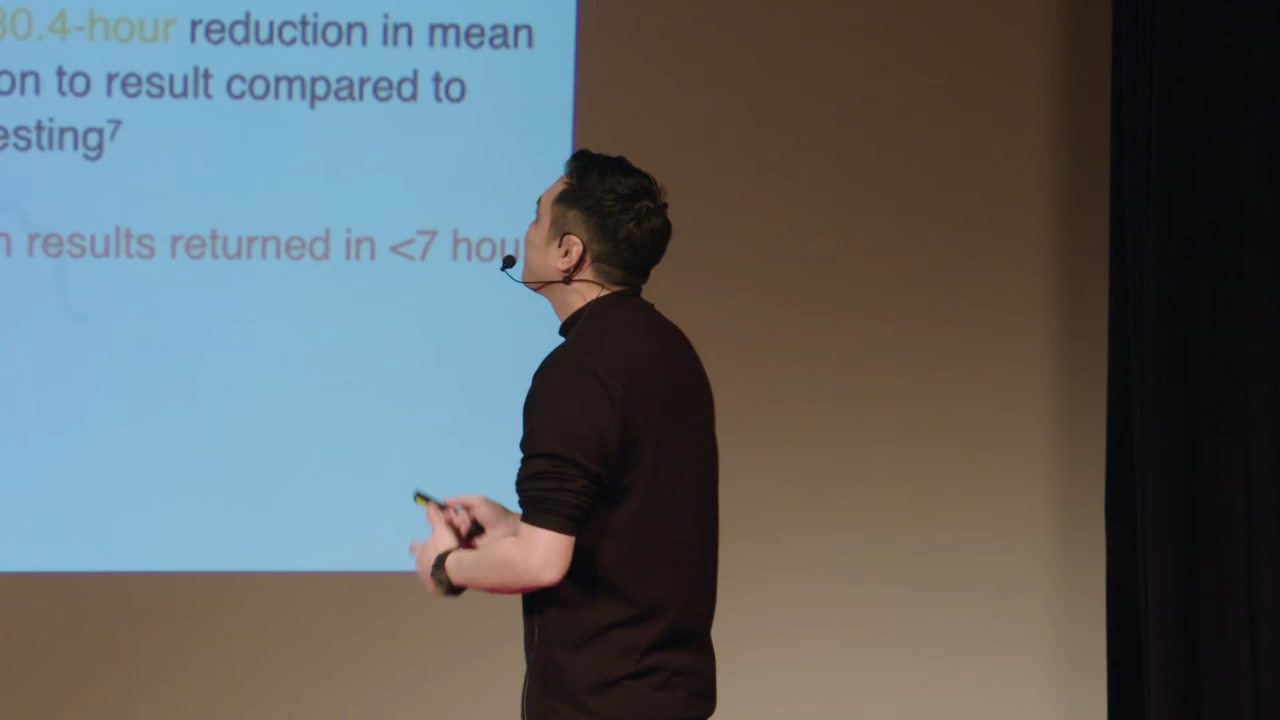 30.4-hour reduction in mean
on to result compared to
esting⁷
n results returned in <7 hou